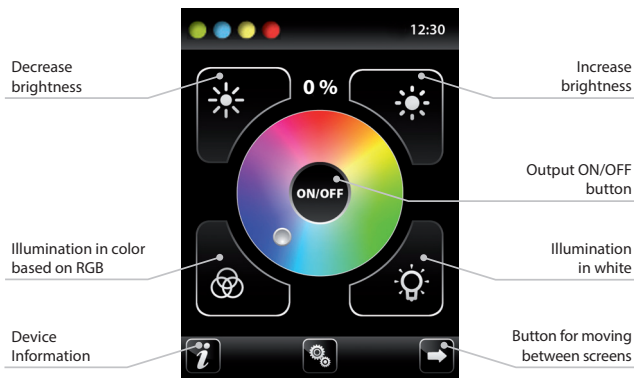 12:30
Decrease
brightness
Increase
brightness
0 %
Output ON/OFF
button
ON/OFF
Illumination in color
based on RGB
Illumination
in white
Device
Information
Button for moving
between screens
i